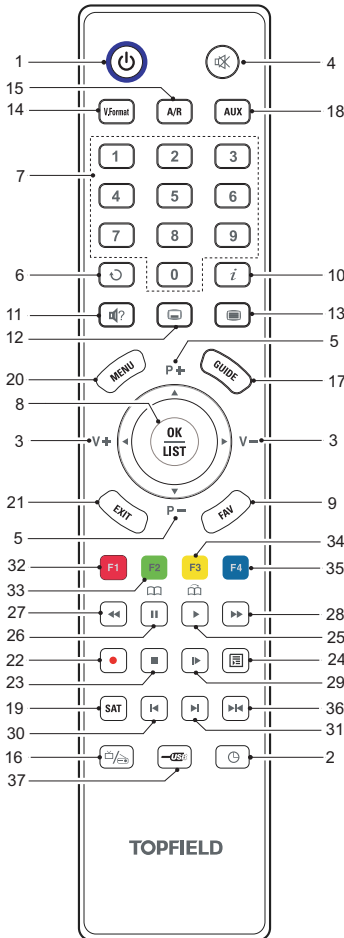 1
4
15
14
V.Format
A/R
AUX
18
7
1 2 3
4 5 6
7 8 9
6
0
i
10
11
?
12
13
5
P+
20
MENU
GUIDE
17
8
3
V+
OK
LIST
V-
3
21
EXIT
FAV
9
5
P-
34
32
F1 F2 F3 F4
35
33
27
28
26
25
22
24
23
29
19
SAT
36
30
31
16
USB
2
37
TOPFIELD